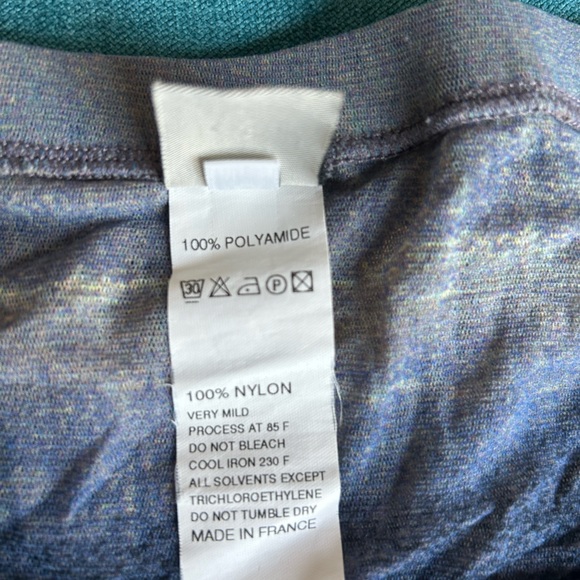 100% POLYAMIDE
30 P
100% NYLON
VERY MILD
PROCESS AT 85 F
DO NOT BLEACH
COOL IRON 230 F
ALL SOLVENTS EXCEPT
TRICHLOROETHYLENE
DO NOT TUMBLE DRY
MADE IN FRANCE